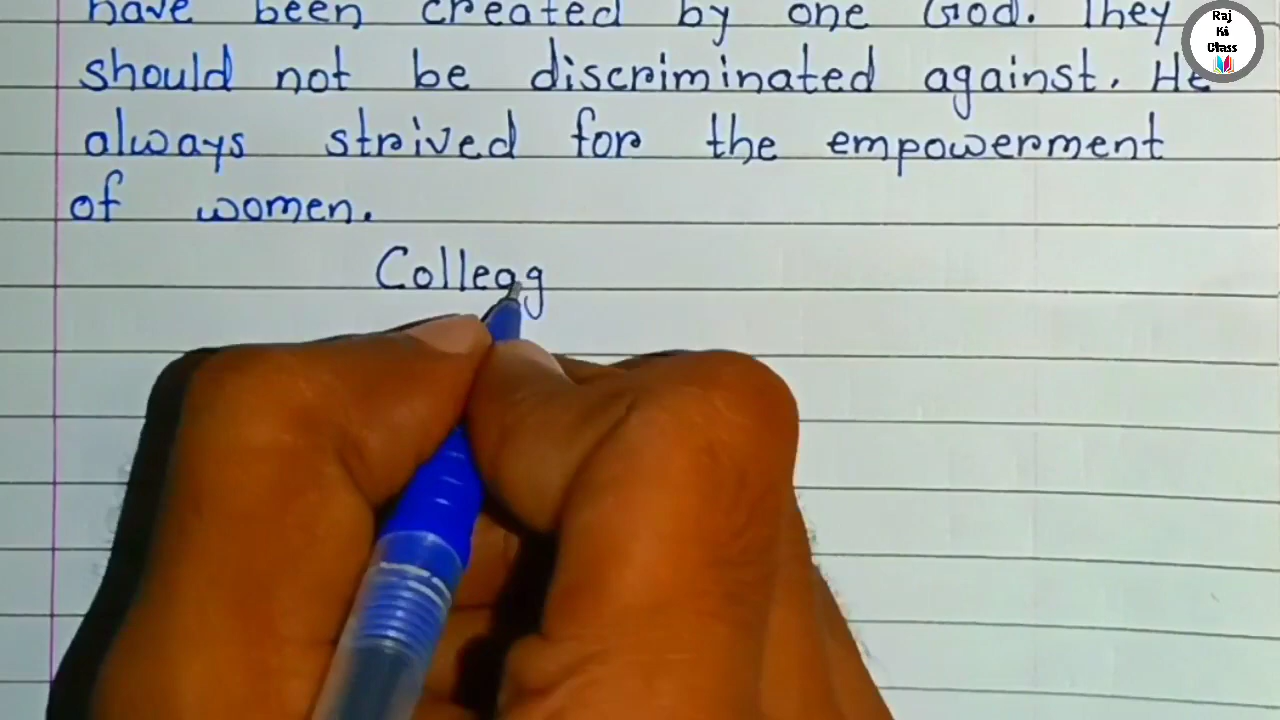 have been created by one God. They
should not be discriminated against. He
always strived for the empowerment
of women.
Colleag
Raj
Ki
Class